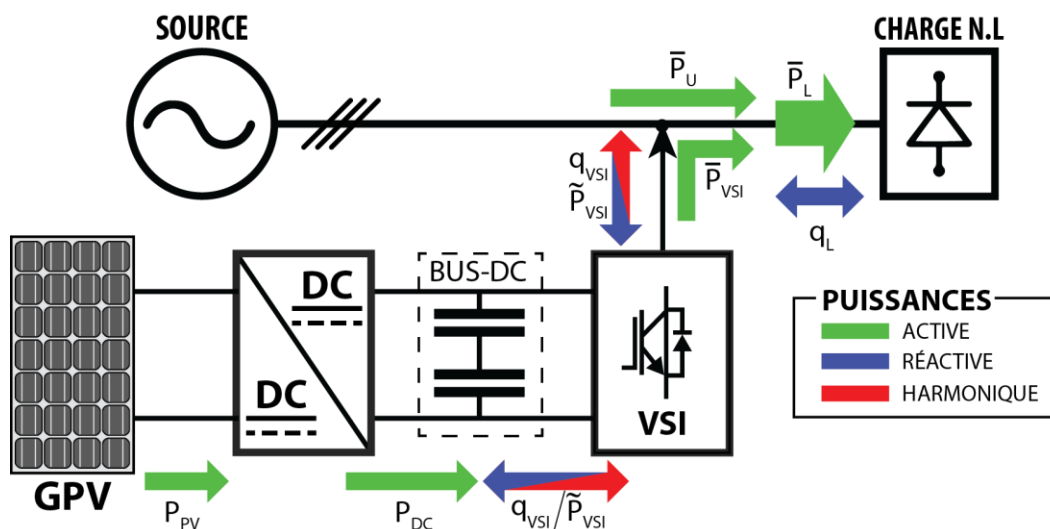 SOURCE
CHARGE N.L
P̅U
P̅L
qVSI
P̃VSI
P̅VSI
qL
BUS-DC
DC
DC
VSI
GPV
PPV
PDC
qVSI/P̃VSI
PUISSANCES
ACTIVE
RÉACTIVE
HARMONIQUE